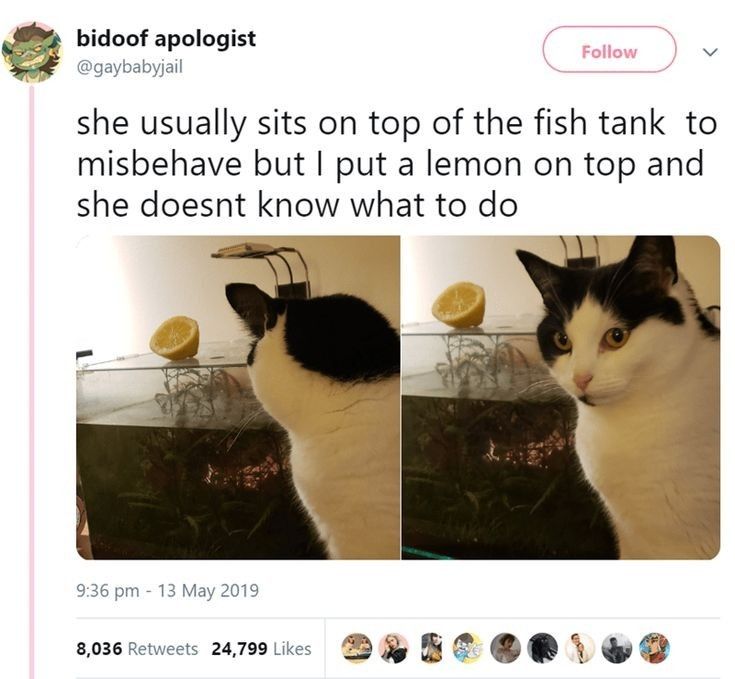 bidoof apologist
@gaybabyjail
Follow
she usually sits on top of the fish tank  to
misbehave but I put a lemon on top and
she doesnt know what to do
9:36 pm - 13 May 2019
8,036 Retweets  24,799 Likes